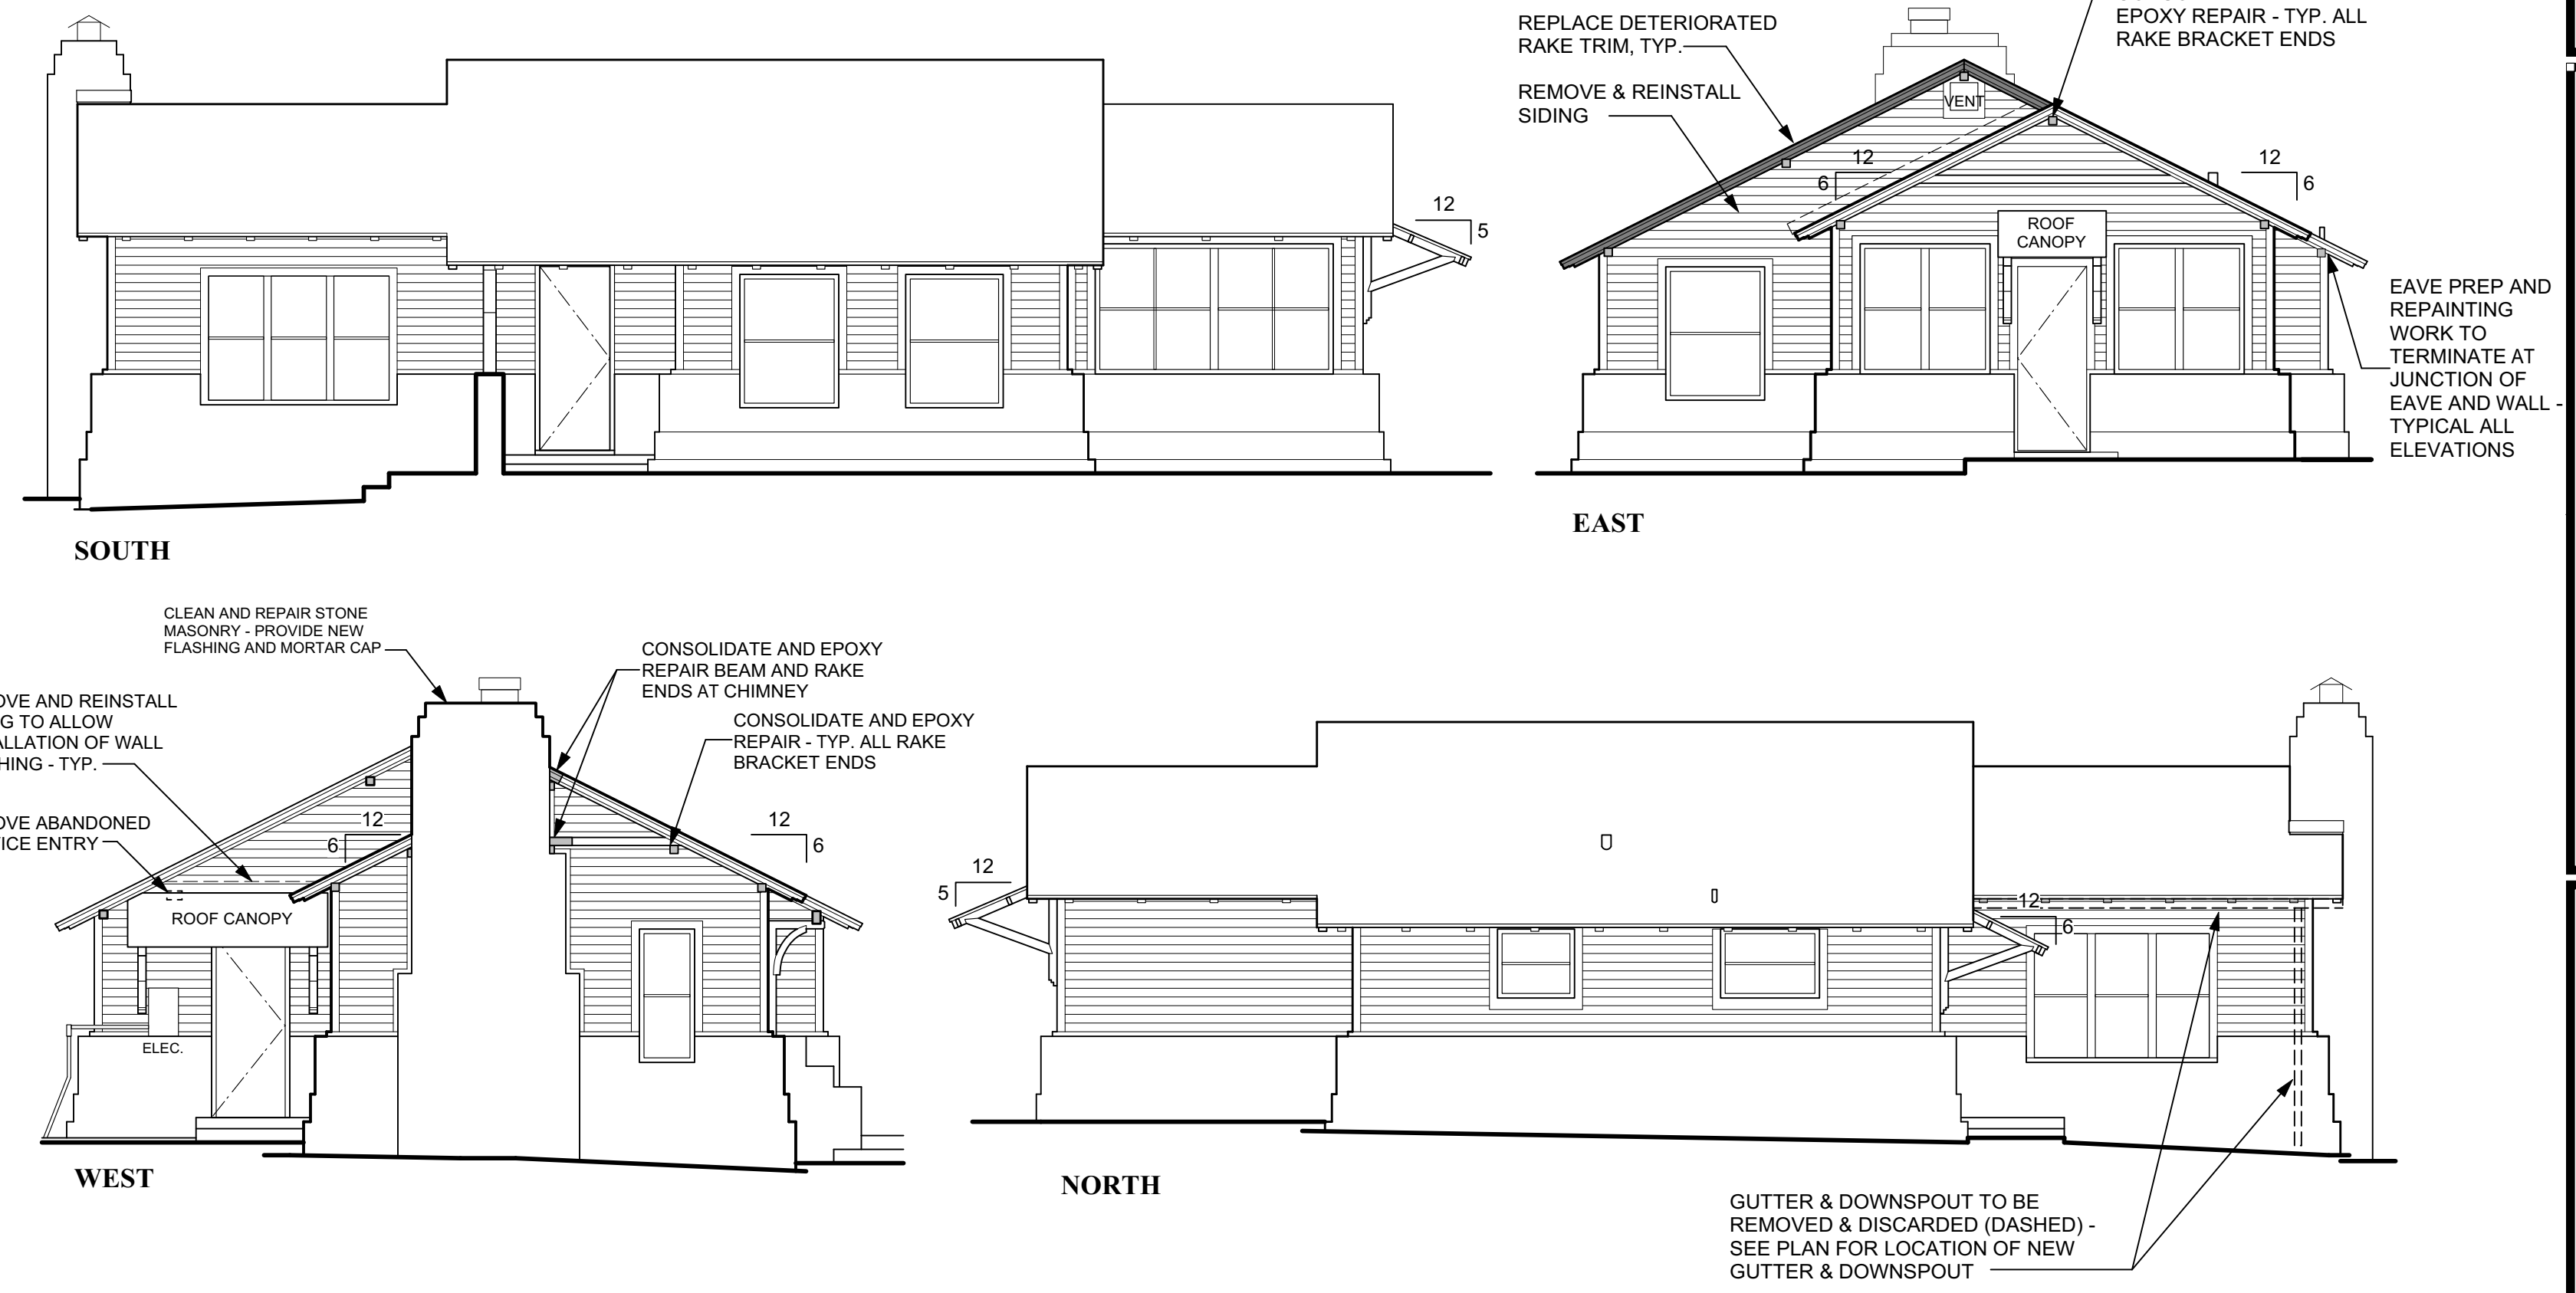 REPLACE DETERIORATED
RAKE TRIM, TYP.
REMOVE & REINSTALL
SIDING
EPOXY REPAIR - TYP. ALL
RAKE BRACKET ENDS
VENT
12
6
12
6
ROOF
CANOPY
12
5
EAVE PREP AND
REPAINTING
WORK TO
TERMINATE AT
JUNCTION OF
EAVE AND WALL -
TYPICAL ALL
ELEVATIONS
SOUTH
EAST
CLEAN AND REPAIR STONE
MASONRY - PROVIDE NEW
FLASHING AND MORTAR CAP
CONSOLIDATE AND EPOXY
REPAIR BEAM AND RAKE
ENDS AT CHIMNEY
CONSOLIDATE AND EPOXY
REPAIR - TYP. ALL RAKE
BRACKET ENDS
OVE AND REINSTALL
G TO ALLOW
ALLATION OF WALL
HING - TYP.
OVE ABANDONED
ICE ENTRY
12
6
12
6
ROOF CANOPY
ELEC.
WEST
12
5
12
6
NORTH
GUTTER & DOWNSPOUT TO BE
REMOVED & DISCARDED (DASHED) -
SEE PLAN FOR LOCATION OF NEW
GUTTER & DOWNSPOUT